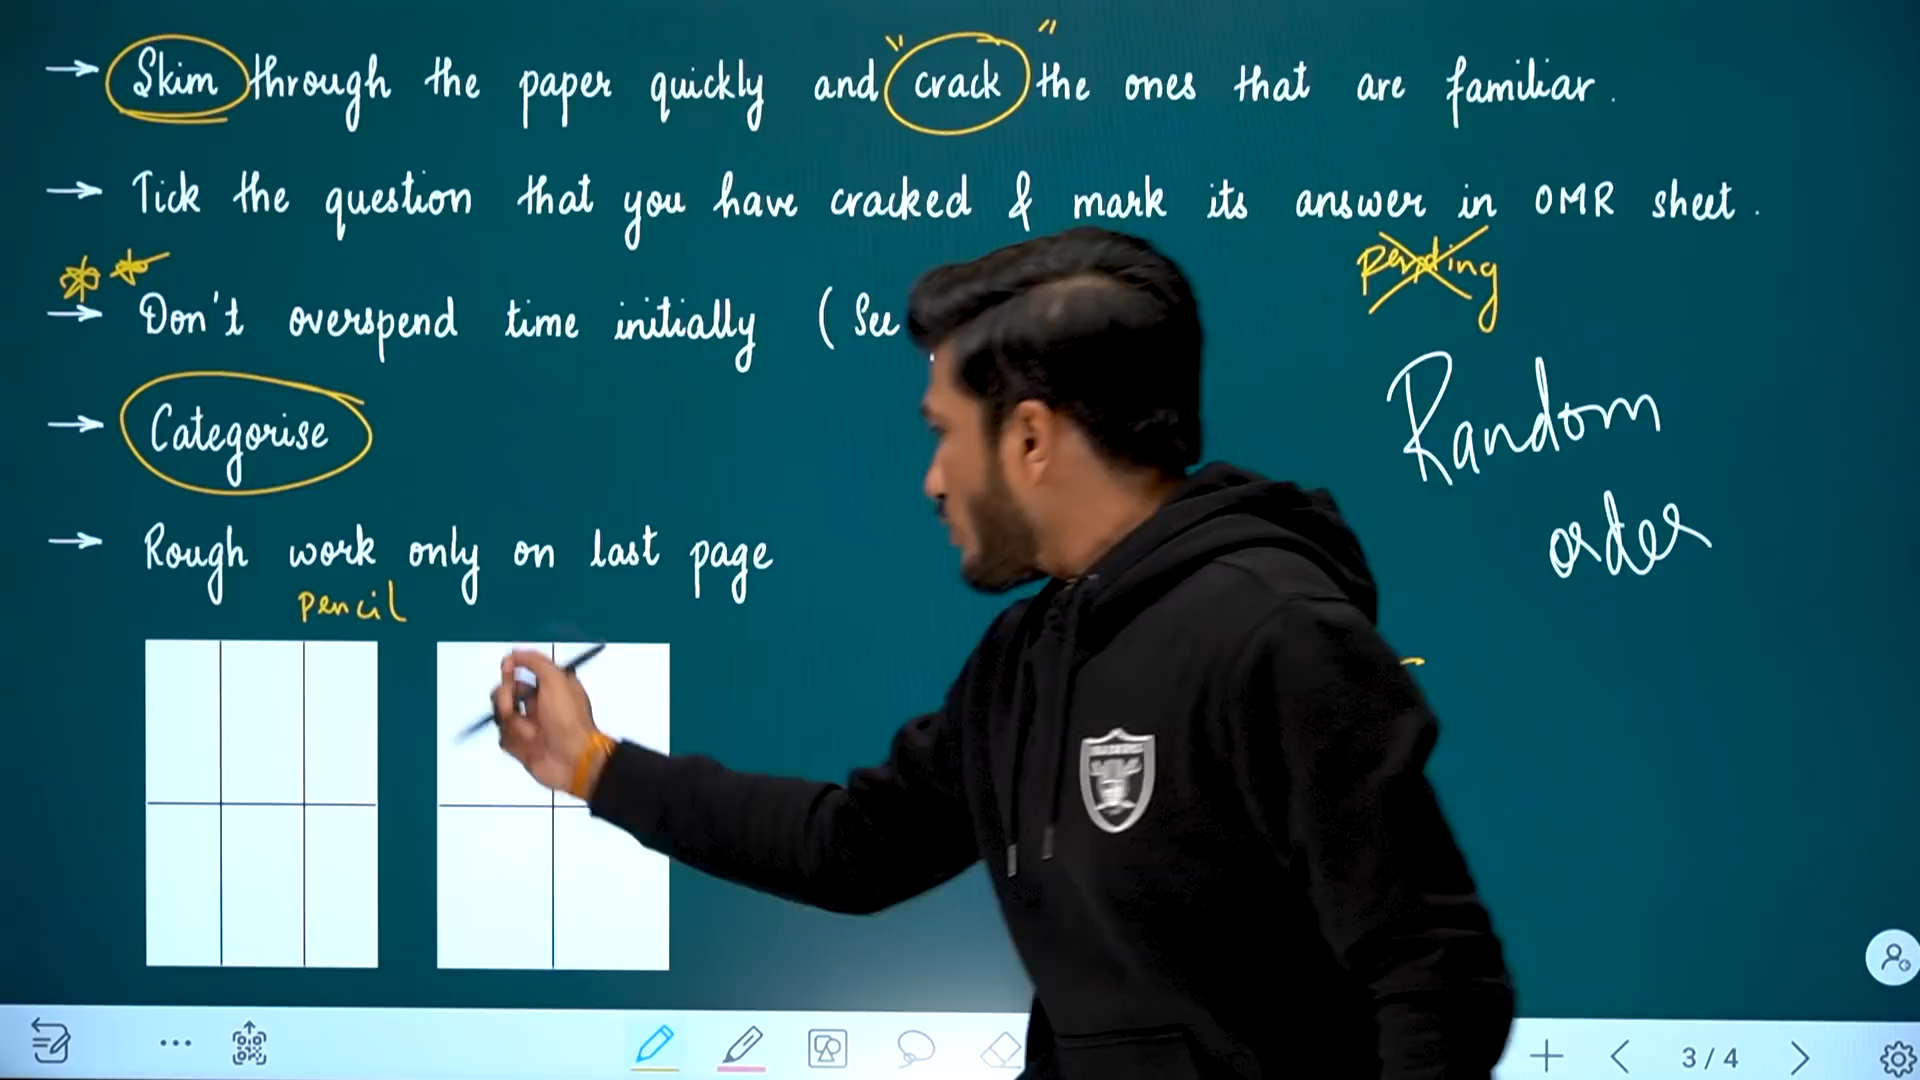 → Skim through the paper quickly and "crack" the ones that are familiar.
→ Tick the question that you have cracked & mark its answer in OMR sheet.
pending
→ Don't overspend time initially (See
Random
→ Categorise
order
→ Rough work only on last page
pencil
RAIDERS
3/4